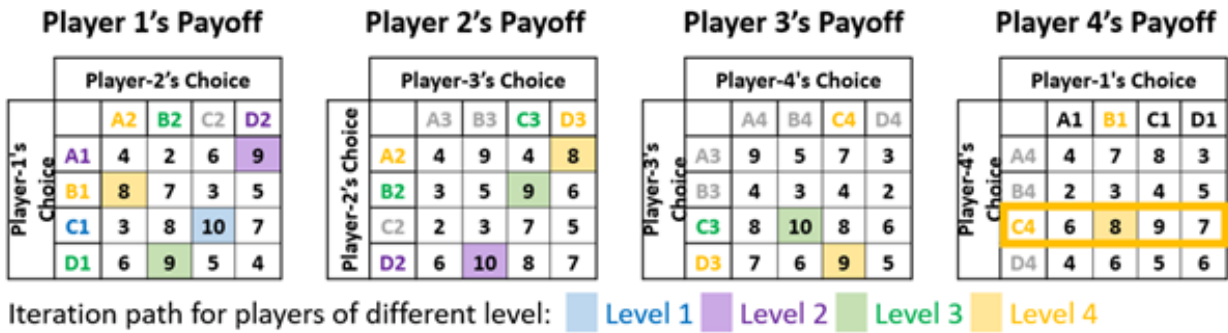 Player 1's Payoff Player 2's Payoff Player 3's Payoff Player 4's Payoff
Player-2's Choice Player-3's Choice Player-4's Choice Player-1's Choice
A2 B2 C2 D2 A3 B3 C3 D3 A4 B4 C4 D4 A1 B1 C1 D1
Player-1's Choice Player-2's Choice Player-3's Choice Player-4's Choice
A1 4 2 6 9 A2 4 9 4 8 A3 9 5 7 3 A4 4 7 8 3
B1 8 7 3 5 B2 3 5 9 6 B3 4 3 4 2 B4 2 3 4 5
C1 3 8 10 7 C2 2 3 7 5 C3 8 10 8 6 C4 6 8 9 7
D1 6 9 5 4 D2 6 10 8 7 D3 7 6 9 5 D4 4 6 5 6
Iteration path for players of different level: Level 1 Level 2 Level 3 Level 4